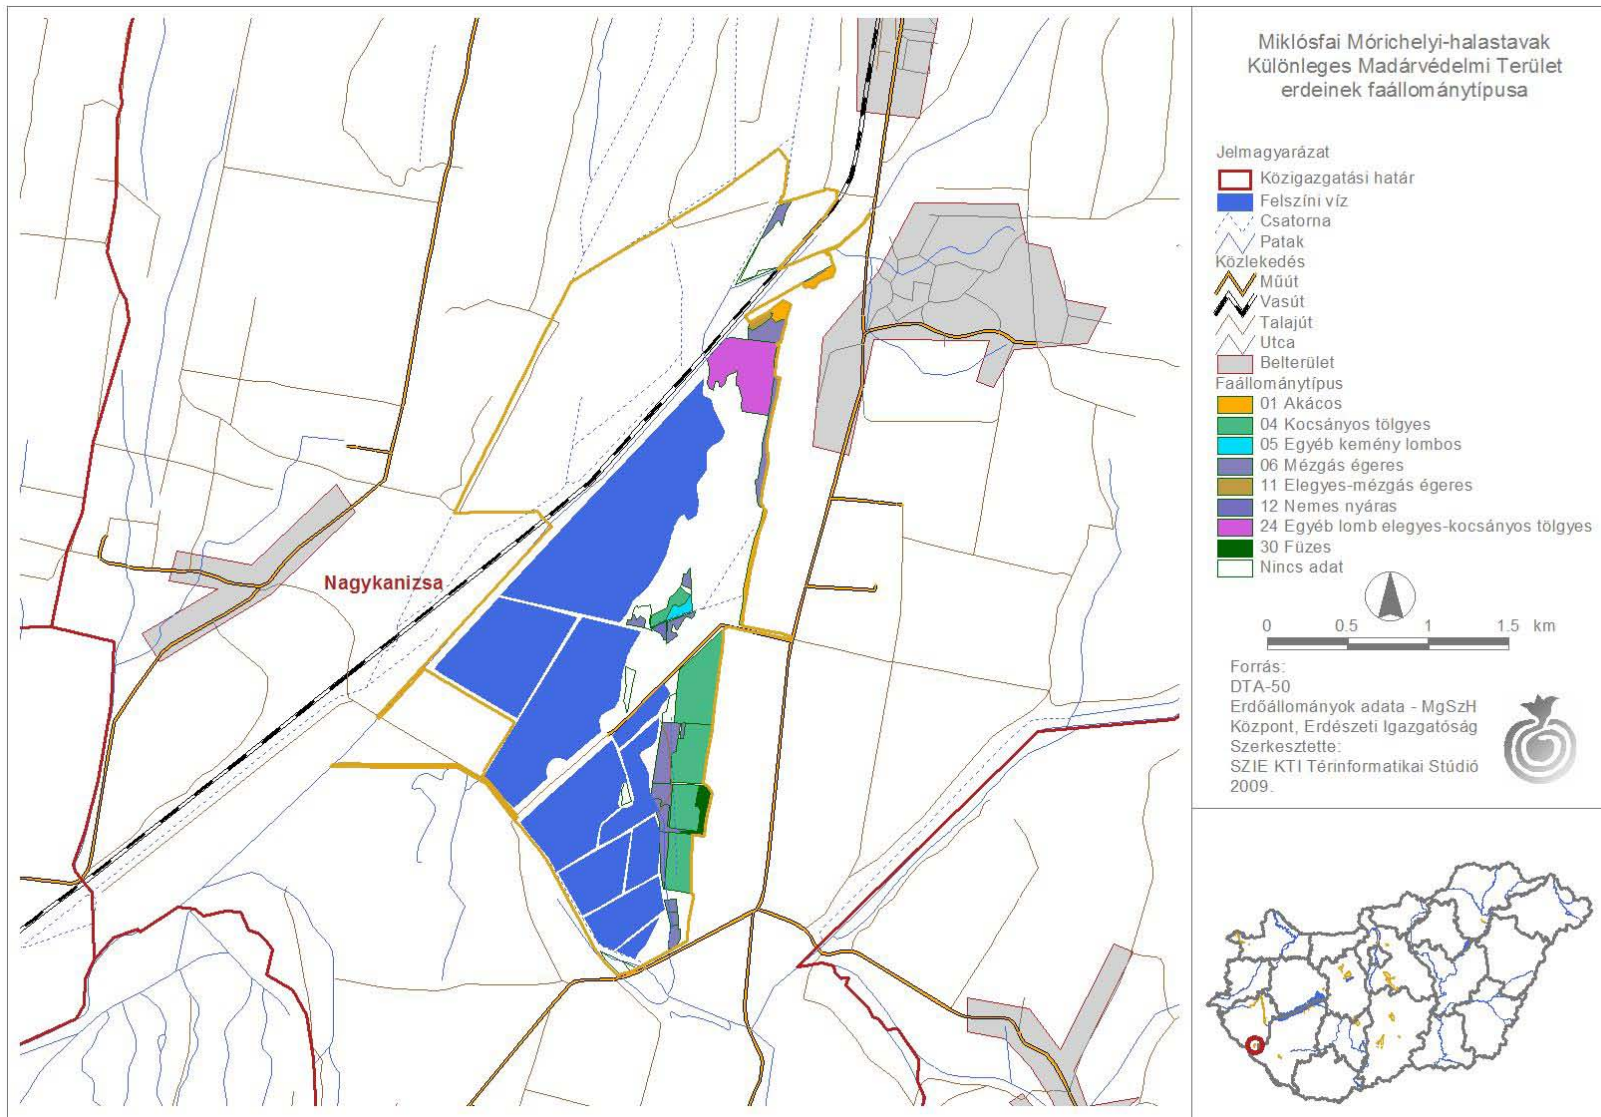 Miklósfai Mórichelyi-halastavak
Különleges Madárvédelmi Terület
erdeinek faállománytípusa
Jelmagyarázat
Közigazgatási határ
Felszíni víz
Csatorna
Patak
Közlekedés
Műút
Vasút
Talajút
Utca
Belterület
Faállománytípus
01 Akácos
04 Kocsányos tölgyes
05 Egyéb kemény lombos
06 Mézgás égeres
11 Elegyes-mézgás égeres
12 Nemes nyáras
24 Egyéb lomb elegyes-kocsányos tölgyes
30 Füzes
Nincs adat
Nagykanizsa
0 0.5 1 1.5 km
Forrás:
DTA-50
Erdőállományok adata - MgSzH
Központ, Erdészeti Igazgatóság
Szerkesztette:
SZIE KTI Térinformatikai Stúdió
2009.